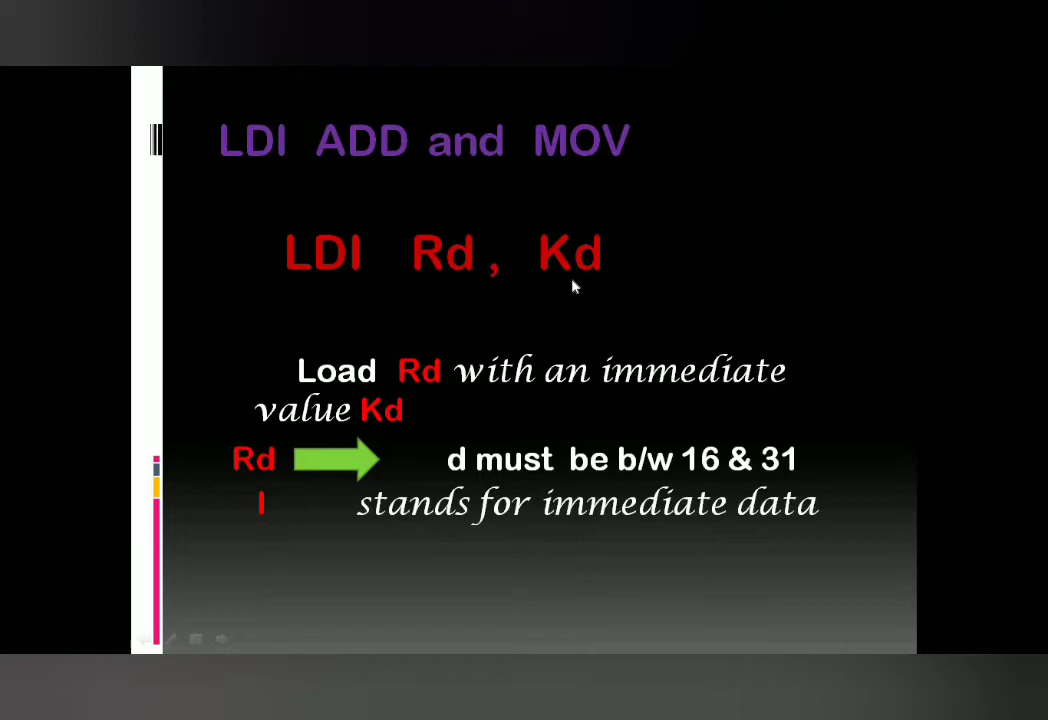 LDI ADD and MOV
LDI Rd , Kd
Load Rd with an immediate
value Kd
Rd d must be b/w 16 & 31
I stands for immediate data